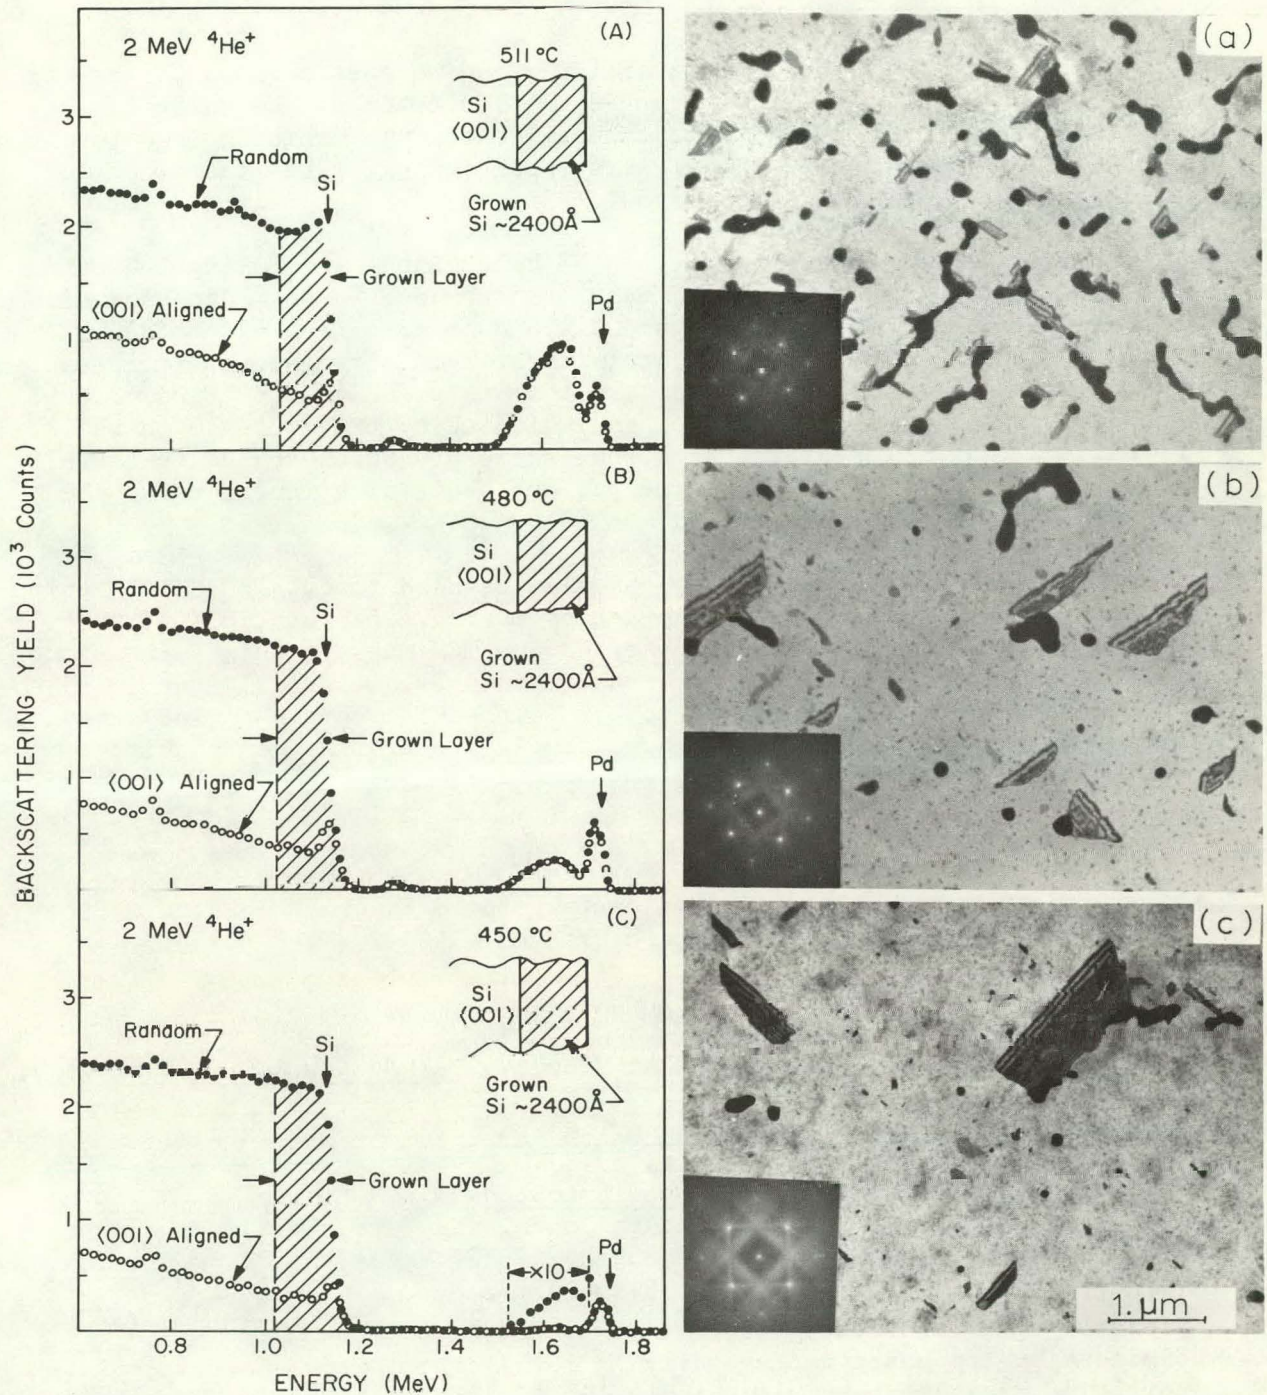 BACKSCATTERING YIELD (10³ Counts)
(A)
2 MeV ⁴He⁺
511 °C
Si
⟨001⟩
Grown
Si ~2400Å
3
2
1
Random
Si
Grown Layer
⟨001⟩ Aligned
Pd
(B)
2 MeV ⁴He⁺
480 °C
Si
⟨001⟩
Grown
Si ~2400Å
3
2
1
Random
Si
Grown Layer
⟨001⟩ Aligned
Pd
(C)
2 MeV ⁴He⁺
450 °C
Si
⟨001⟩
Grown
Si ~2400Å
3
2
1
Random
Si
Grown Layer
⟨001⟩ Aligned
×10
Pd
0.8 1.0 1.2 1.4 1.6 1.8
ENERGY (MeV)
(a)
(b)
(c)
1. μm